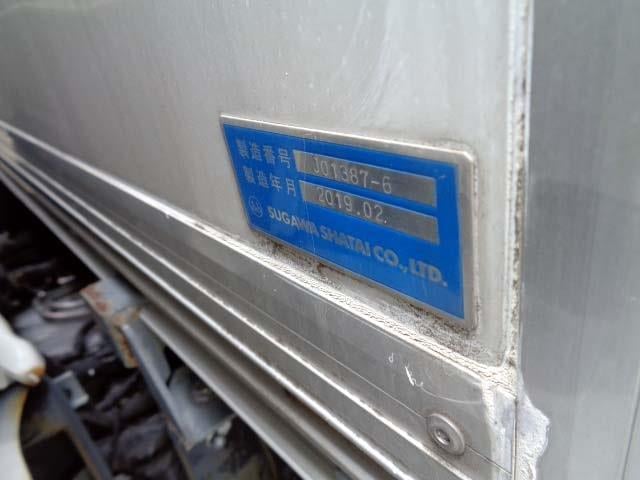 製造番号 J01387-6
製造年月 2019.02.
SUGAWA SHATAI CO., LTD.